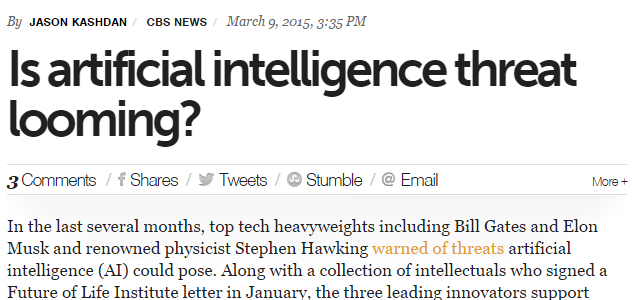 By JASON KASHDAN / CBS NEWS / March 9, 2015, 3:35 PM
Is artificial intelligence threat
looming?
3 Comments / f Shares / Tweets / Stumble / @ Email More +
In the last several months, top tech heavyweights including Bill Gates and Elon
Musk and renowned physicist Stephen Hawking warned of threats artificial
intelligence (AI) could pose. Along with a collection of intellectuals who signed a
Future of Life Institute letter in January, the three leading innovators support